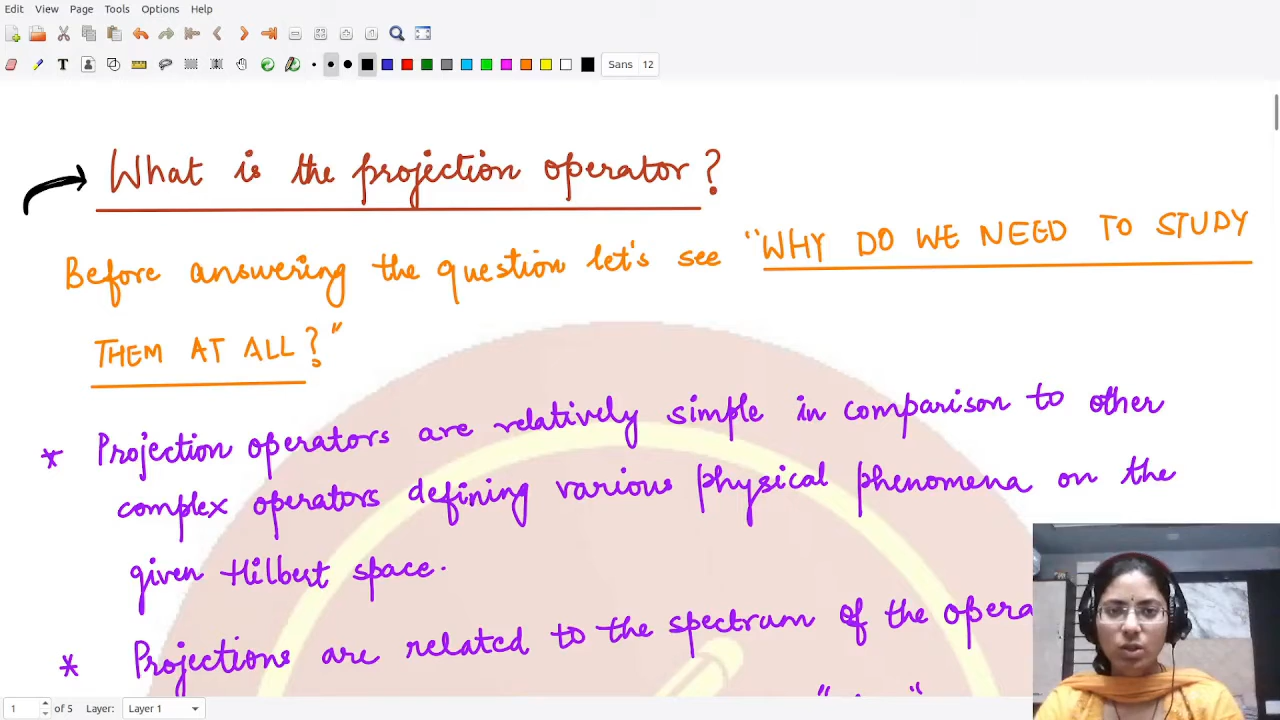 Edit View Page Tools Options Help
Sans 12
What is the projection operator?
Before answering the question let's see "WHY DO WE NEED TO STUDY
THEM AT ALL?"
* Projection operators are relatively simple in comparison to other
complex operators defining various physical phenomena on the
given Hilbert space.
* Projections are related to the spectrum of the opera
1 of 5 Layer: Layer 1